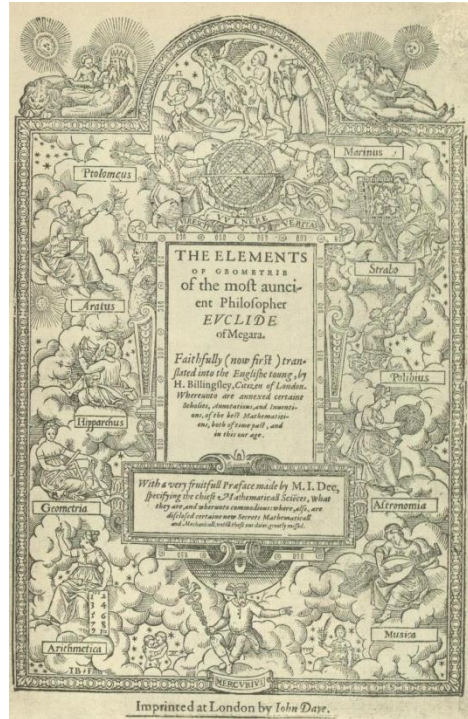 Ptolomeus
Marinus
Aratus
Strabo
Hipparchus
Polibius
Geometria
Astronomia
Arithmetica
Musica
VIRESCIT VVLNERE VERITAS
THE ELEMENTS
OF GEOMETRIE
of the most aunci-
ent Philosopher
EVCLIDE
of Megara.
Faithfully (now first) tran-
slated into the Englishe toung, by
H. Billingsley, Citizen of London.
Whereunto are annexed certaine
Scholies, Annotations, and Inuenti-
ons, of the best Mathematici-
ens, both of time past, and
in this our age.
With a very fruitfull Præface made by M. I. Dee,
specifying the chiefe Mathematicall Sciẽces, what
they are, and wherunto commodious: where, also, are
disclosed certaine new Secrets Mathematicall
and Mechanicall, vntill these our daies, greatly missed.
MERCVRIVS
Imprinted at London by Iohn Daye.